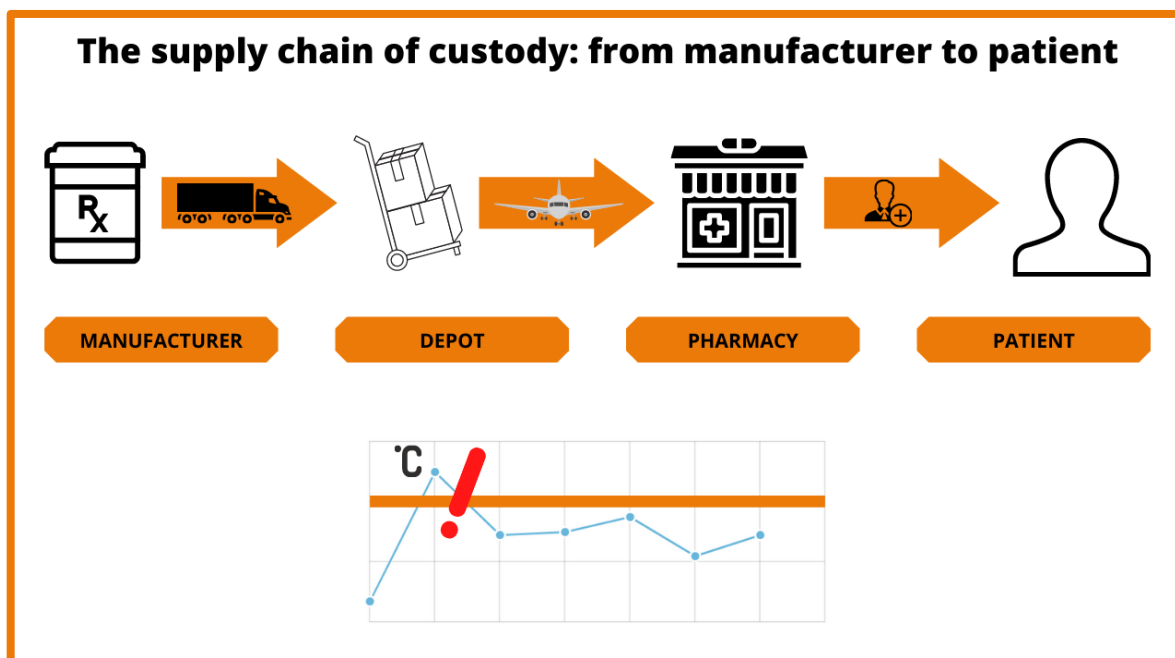 The supply chain of custody: from manufacturer to patient
Rx
MANUFACTURER
DEPOT
PHARMACY
PATIENT
°C